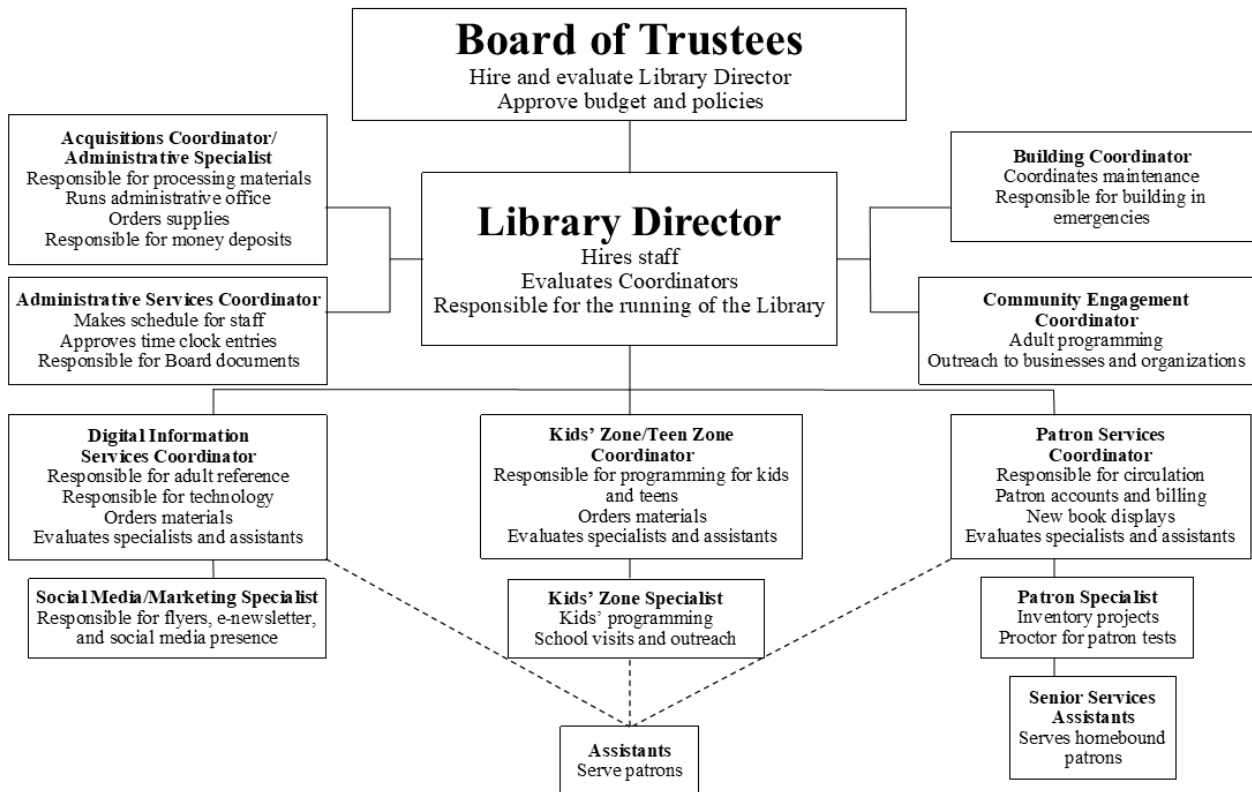 Board of Trustees
Hire and evaluate Library Director
Approve budget and policies
Acquisitions Coordinator/
Administrative Specialist
Responsible for processing materials
Runs administrative office
Orders supplies
Responsible for money deposits
Library Director
Hires staff
Evaluates Coordinators
Responsible for the running of the Library
Building Coordinator
Coordinates maintenance
Responsible for building in
emergencies
Administrative Services Coordinator
Makes schedule for staff
Approves time clock entries
Responsible for Board documents
Community Engagement
Coordinator
Adult programming
Outreach to businesses and organizations
Digital Information
Services Coordinator
Responsible for adult reference
Responsible for technology
Orders materials
Evaluates specialists and assistants
Kids’ Zone/Teen Zone
Coordinator
Responsible for programming for kids
and teens
Orders materials
Evaluates specialists and assistants
Patron Services
Coordinator
Responsible for circulation
Patron accounts and billing
New book displays
Evaluates specialists and assistants
Social Media/Marketing Specialist
Responsible for flyers, e-newsletter,
and social media presence
Kids’ Zone Specialist
Kids’ programming
School visits and outreach
Patron Specialist
Inventory projects
Proctor for patron tests
Assistants
Serve patrons
Senior Services
Assistants
Serves homebound
patrons